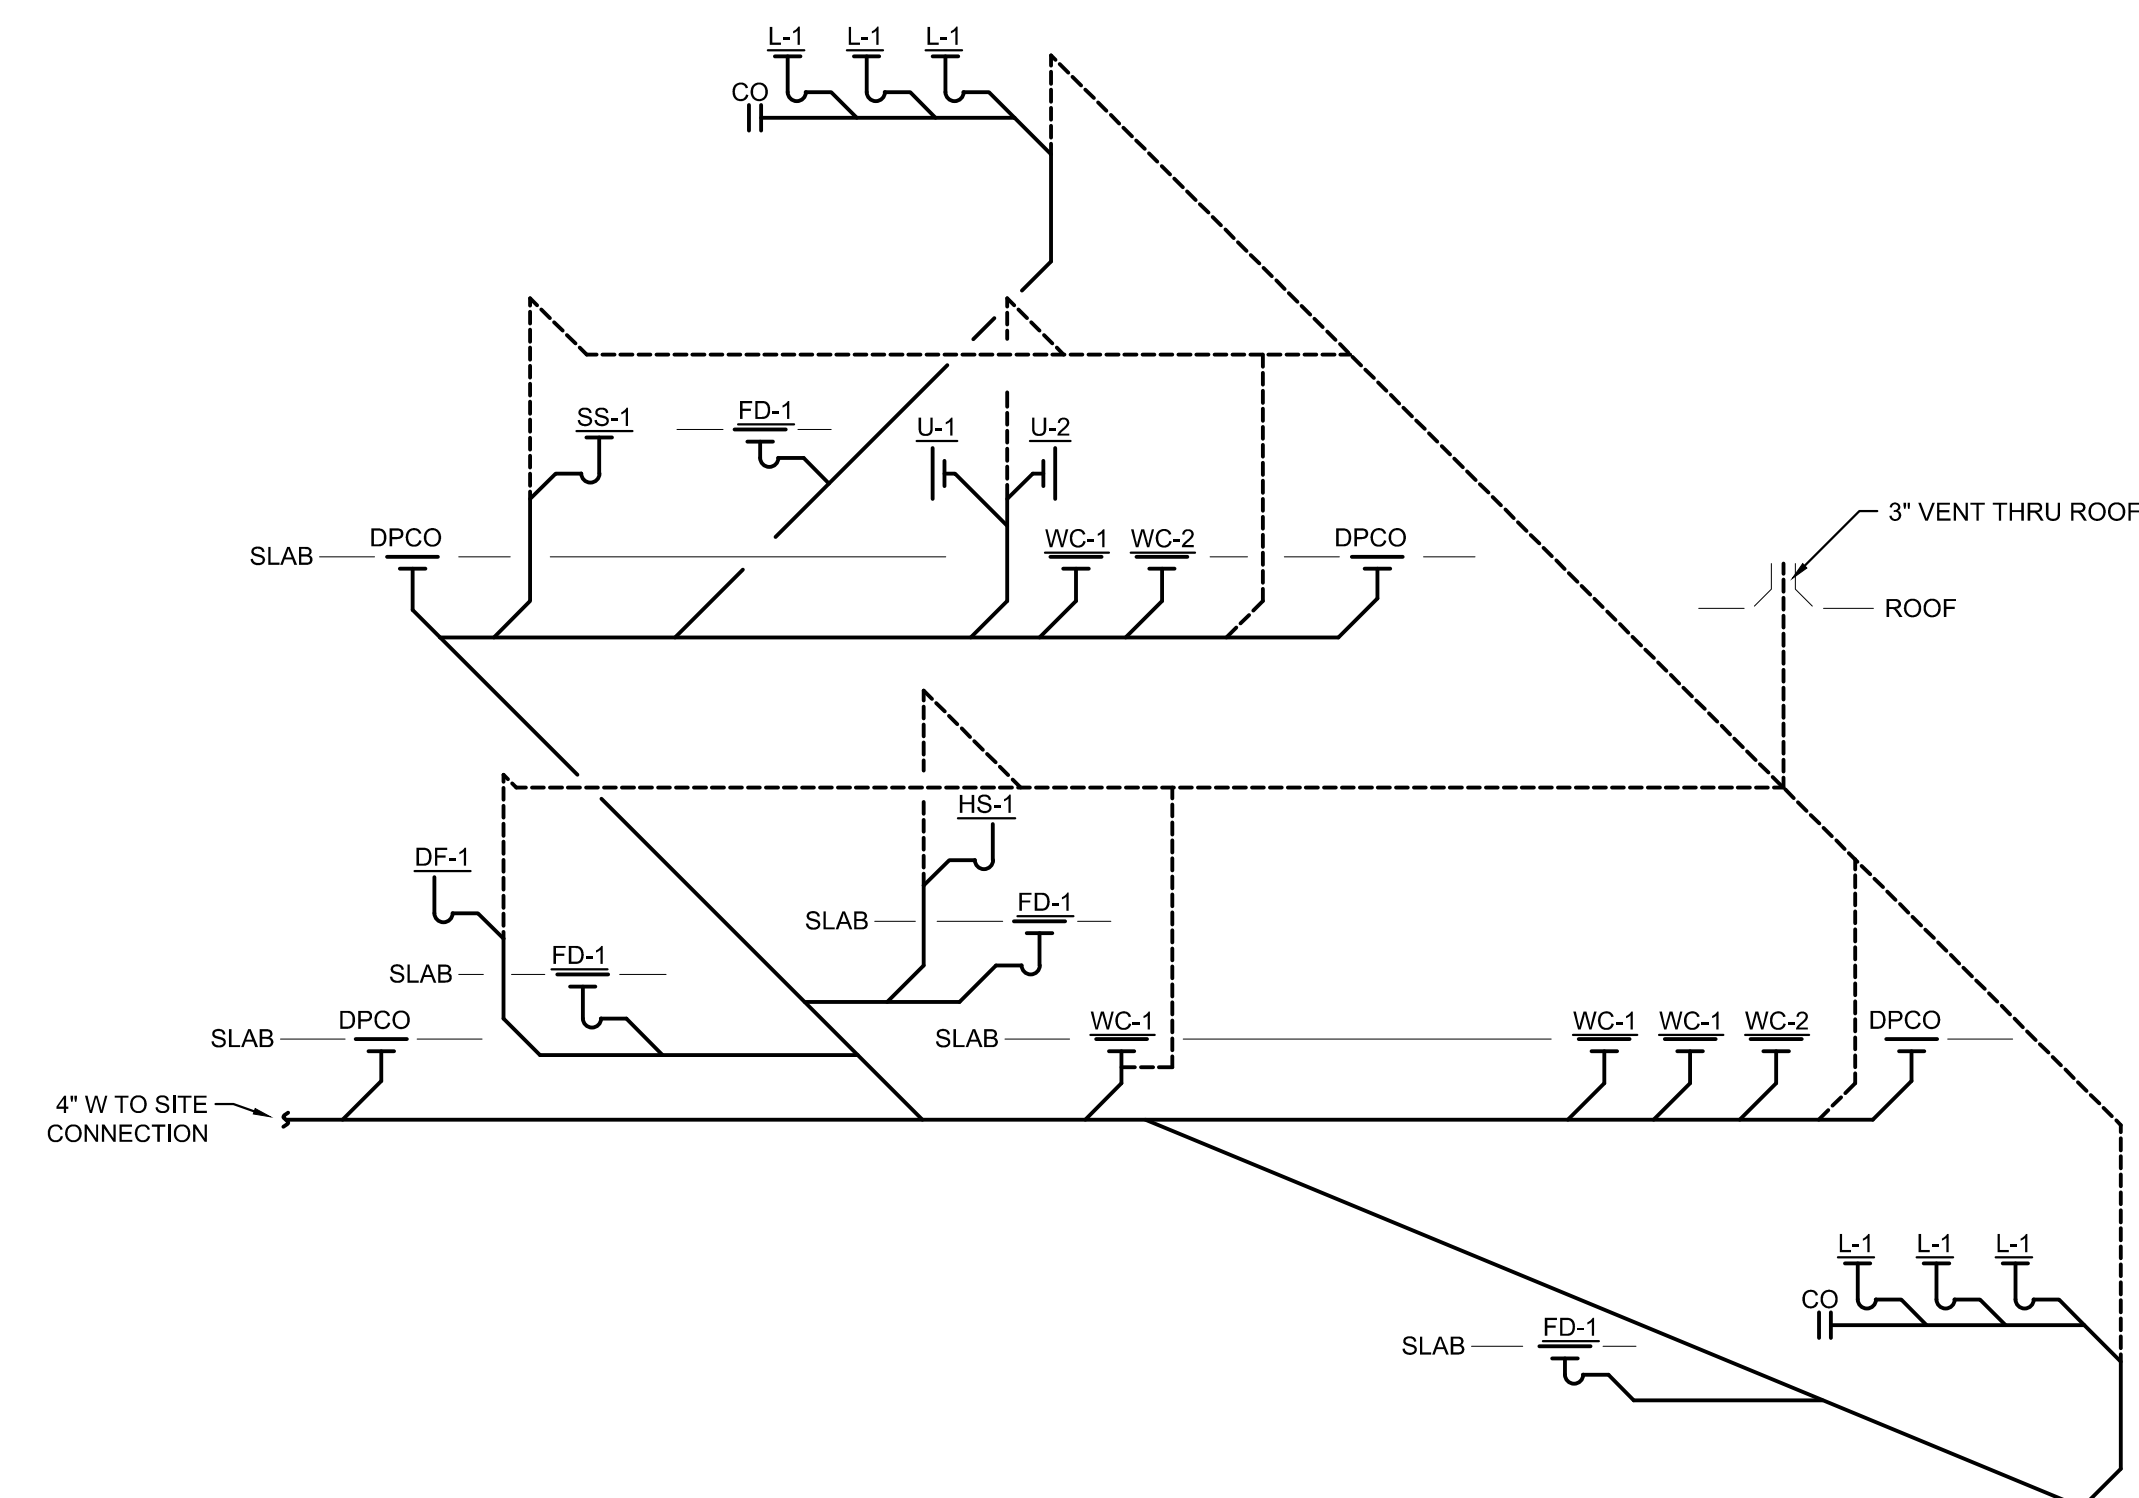 L-1 L-1 L-1
CO
SS-1
FD-1
U-1 U-2
SLAB DPCO WC-1 WC-2 DPCO
3" VENT THRU ROOF
ROOF
HS-1
DF-1
SLAB FD-1
SLAB FD-1
SLAB DPCO
SLAB WC-1 WC-1 WC-1 WC-2 DPCO
4" W TO SITE
CONNECTION
L-1 L-1 L-1
CO
SLAB FD-1